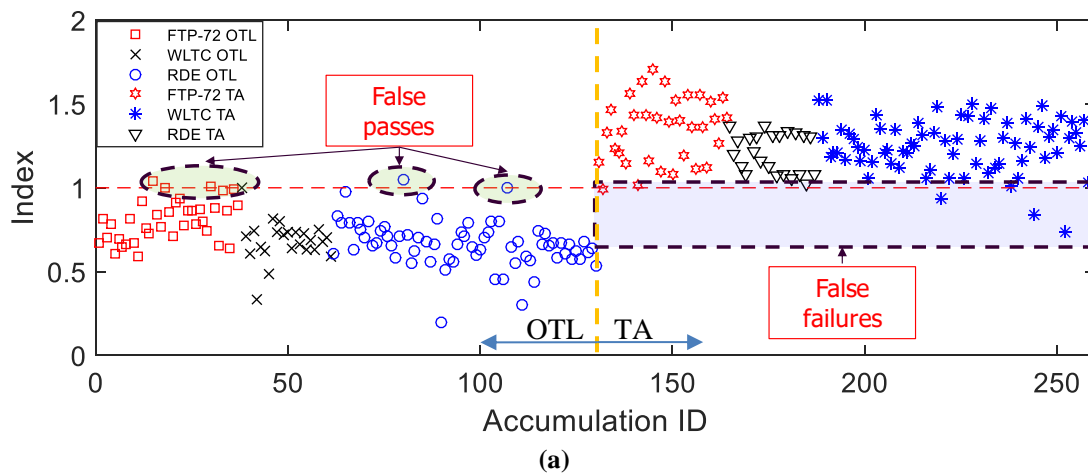 2
FTP-72 OTL
WLTC OTL
RDE OTL
FTP-72 TA
WLTC TA
RDE TA
False
passes
1.5
1
0.5
0
Index
False
failures
OTL TA
0 50 100 150 200 250
Accumulation ID
(a)